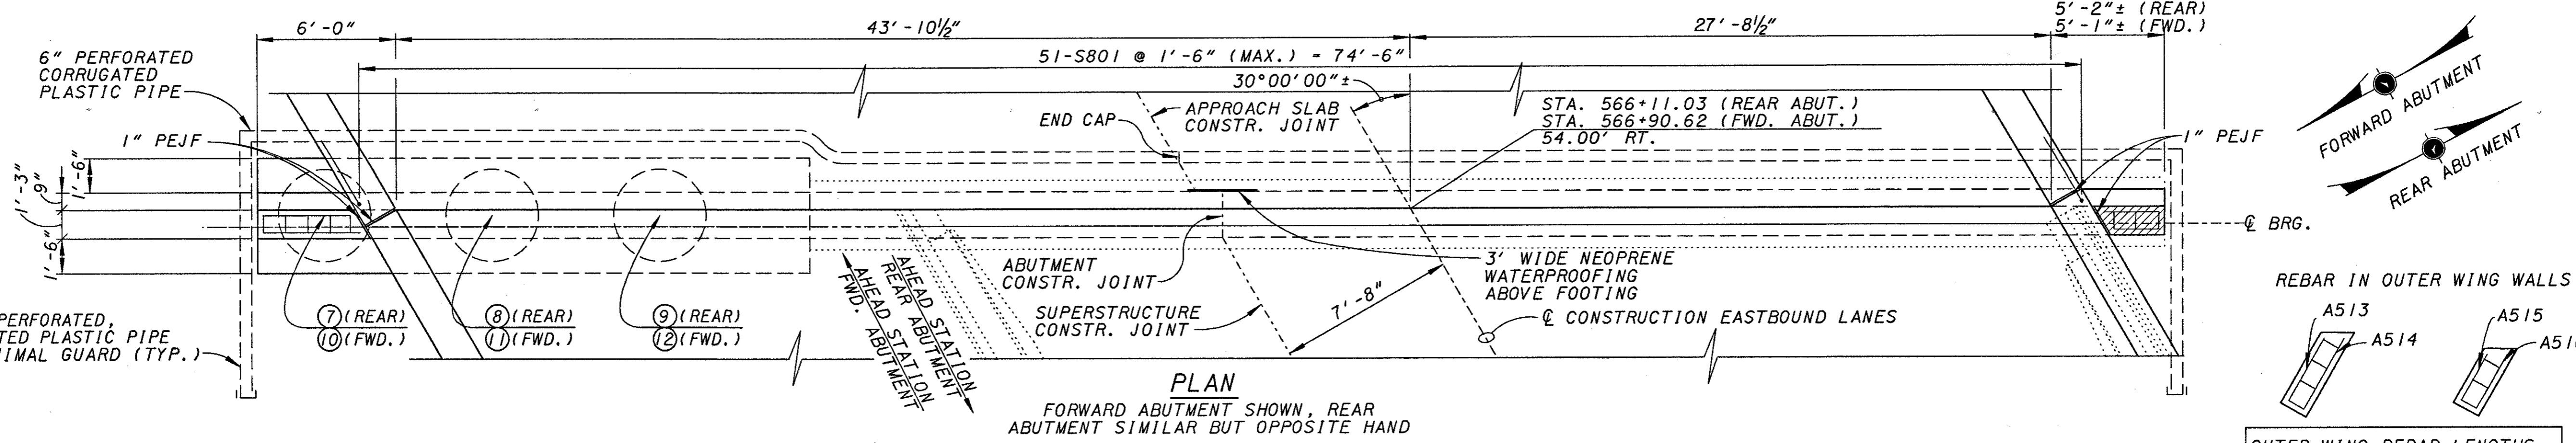 6'-0"
43'-10½"
27'-8½"
5'-2"± (REAR)
5'-1"± (FWD.)
51-S801 @ 1'-6" (MAX.) = 74'-6"
6" PERFORATED
CORRUGATED
PLASTIC PIPE
30°00'00"±
END CAP
APPROACH SLAB
CONSTR. JOINT
STA. 566+11.03 (REAR ABUT.)
STA. 566+90.62 (FWD. ABUT.)
54.00' RT.
1" PEJF
1" PEJF
FORWARD ABUTMENT
REAR ABUTMENT
1'-6"
1'-3"
9"
1'-6"
℄ BRG.
ABUTMENT
CONSTR. JOINT
3' WIDE NEOPRENE
WATERPROOFING
ABOVE FOOTING
AHEAD STATION
REAR ABUTMENT
AHEAD STATION
FWD. ABUTMENT
7'-8"
SUPERSTRUCTURE
CONSTR. JOINT
℄ CONSTRUCTION EASTBOUND LANES
7 (REAR)
10 (FWD.)
8 (REAR)
11 (FWD.)
9 (REAR)
12 (FWD.)
PERFORATED,
TED PLASTIC PIPE
IMAL GUARD (TYP.)
REBAR IN OUTER WING WALLS
A513
A514
A515
PLAN
FORWARD ABUTMENT SHOWN, REAR
ABUTMENT SIMILAR BUT OPPOSITE HAND
OUTER WING REBAR LENGTHS